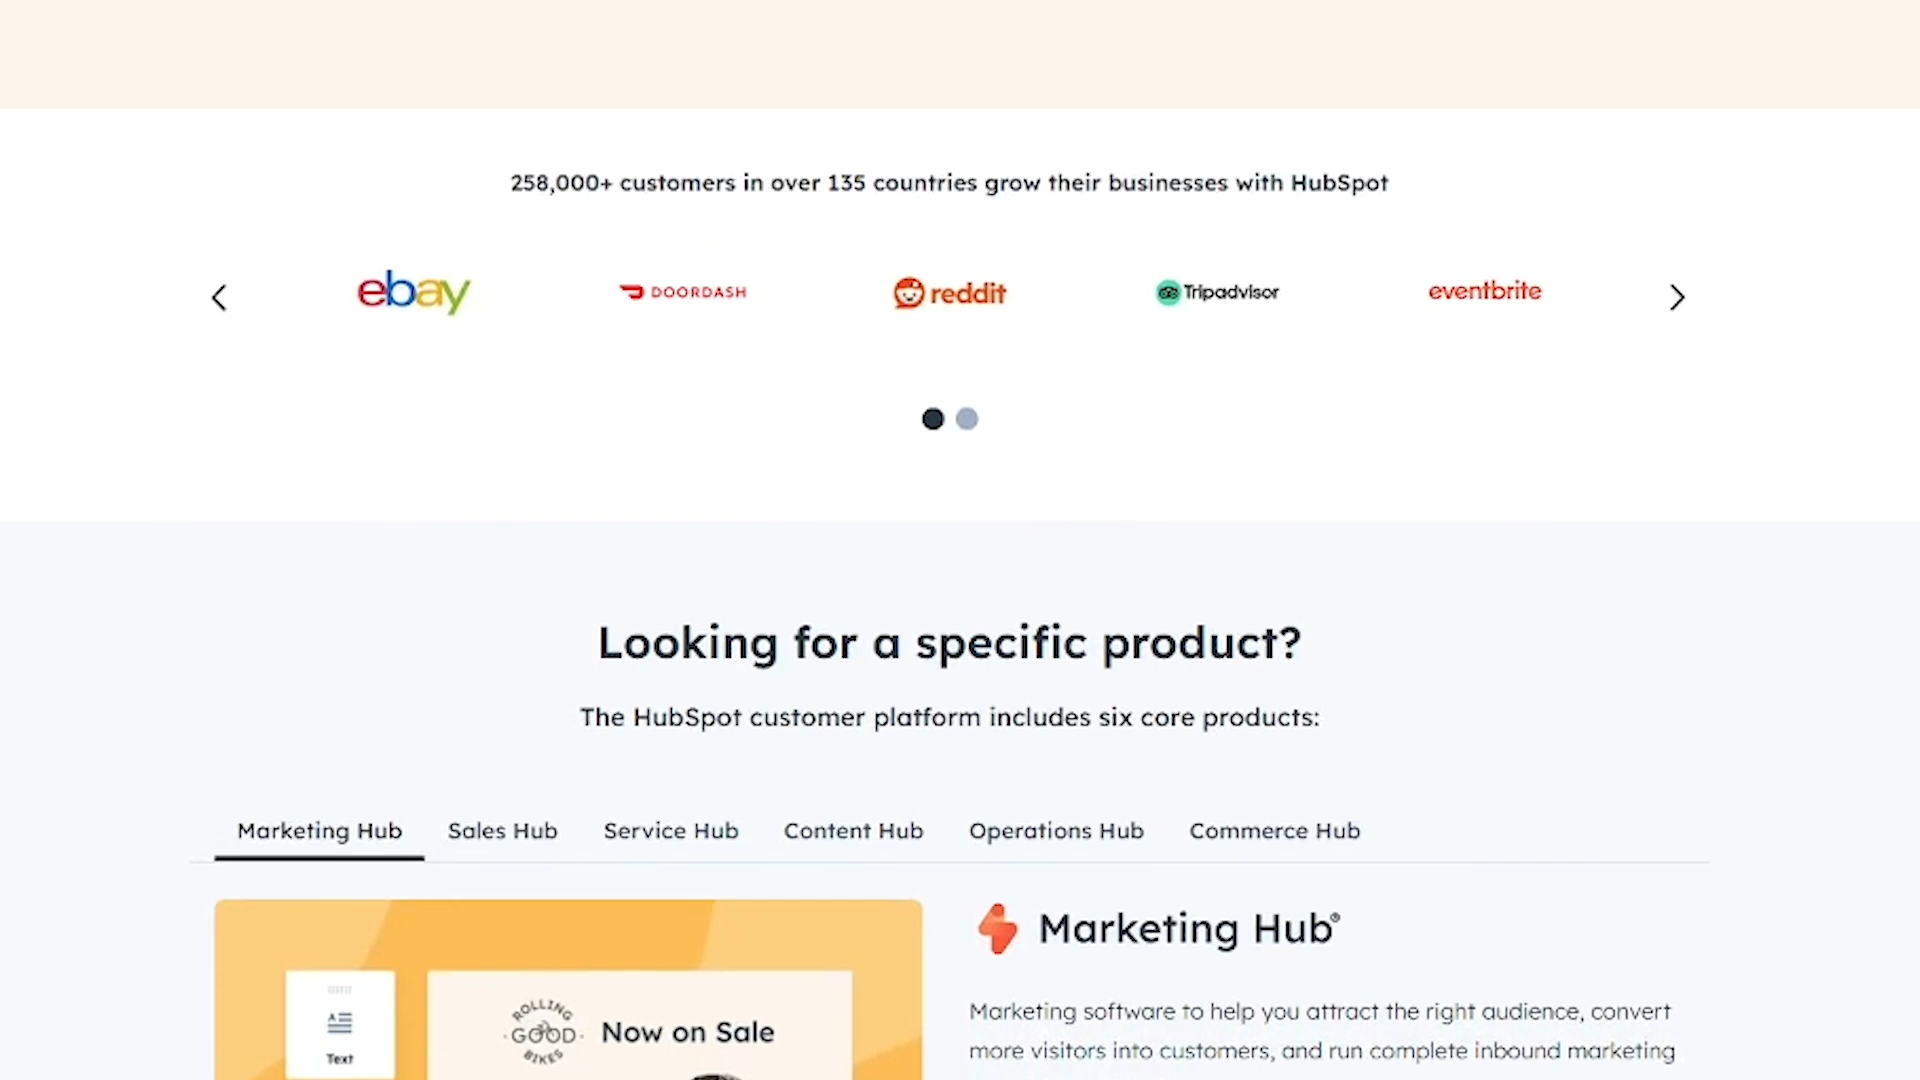 258,000+ customers in over 135 countries grow their businesses with HubSpot
ebay
DOORDASH
reddit
Tripadvisor
eventbrite
Looking for a specific product?
The HubSpot customer platform includes six core products:
Marketing Hub Sales Hub Service Hub Content Hub Operations Hub Commerce Hub
Marketing Hub®
Marketing software to help you attract the right audience, convert
more visitors into customers, and run complete inbound marketing
A
Text
ROLLING
GOOD
BIKES
Now on Sale